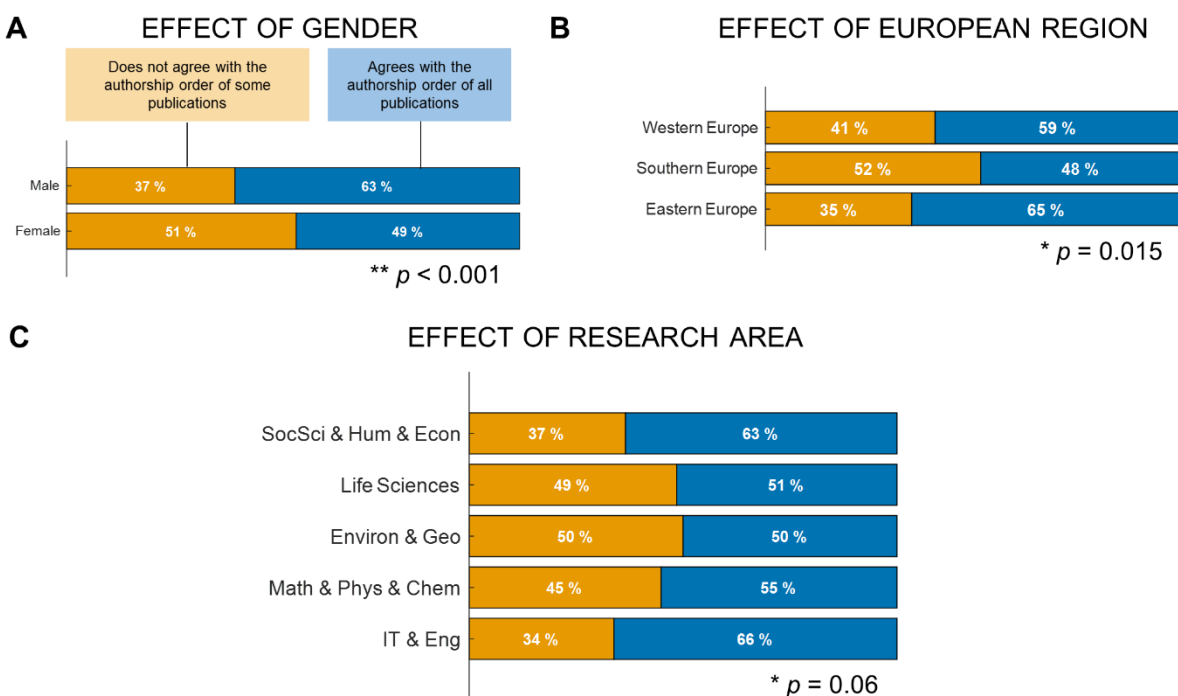 A
EFFECT OF GENDER
Does not agree with the
authorship order of some
publications
Agrees with the
authorship order of all
publications
Male
37 %
63 %
Female
51 %
49 %
** p < 0.001
B
EFFECT OF EUROPEAN REGION
Western Europe
41 %
59 %
Southern Europe
52 %
48 %
Eastern Europe
35 %
65 %
* p = 0.015
C
EFFECT OF RESEARCH AREA
SocSci & Hum & Econ
37 %
63 %
Life Sciences
49 %
51 %
Environ & Geo
50 %
50 %
Math & Phys & Chem
45 %
55 %
IT & Eng
34 %
66 %
* p = 0.06